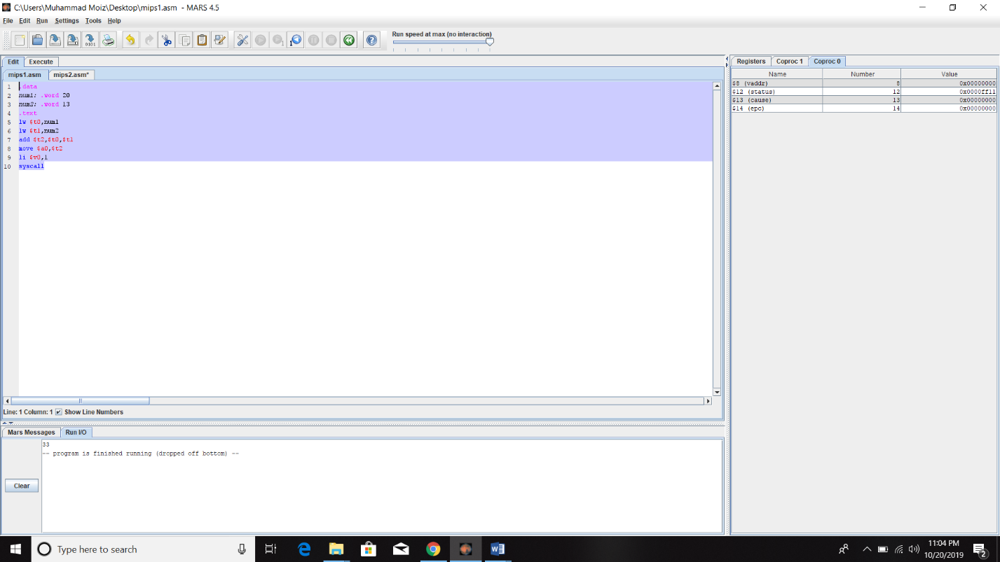 C:\Users\Muhammad Moiz\Desktop\mips1.asm - MARS 4.5
File Edit Run Settings Tools Help
Run speed at max (no interaction)
Edit Execute
mips1.asm mips2.asm*
1 .data
2 num1: .word 20
3 num2: .word 13
4 .text
5 lw $t0,num1
6 lw $t1,num2
7 add $t2,$t0,$t1
8 move $a0,$t2
9 li $v0,1
10 syscall
Line: 1 Column: 1 Show Line Numbers
Mars Messages Run I/O
33
-- program is finished running (dropped off bottom) --
Clear
Registers Coproc 1 Coproc 0
Name Number Value
$8 (vaddr) 8 0x00000000
$12 (status) 12 0x0000ff11
$13 (cause) 13 0x00000000
$14 (epc) 14 0x00000000
Type here to search
11:04 PM
10/20/2019
2